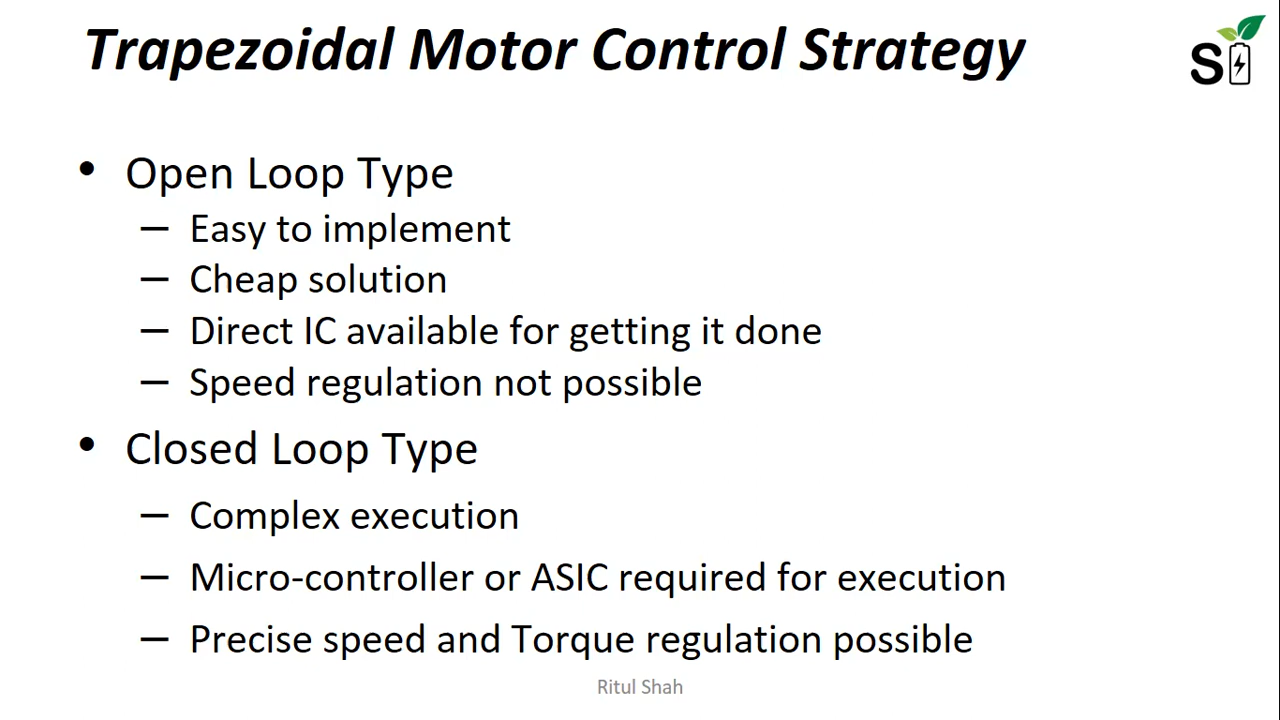 Trapezoidal Motor Control Strategy
S
• Open Loop Type
– Easy to implement
– Cheap solution
– Direct IC available for getting it done
– Speed regulation not possible
• Closed Loop Type
– Complex execution
– Micro-controller or ASIC required for execution
– Precise speed and Torque regulation possible
Ritul Shah